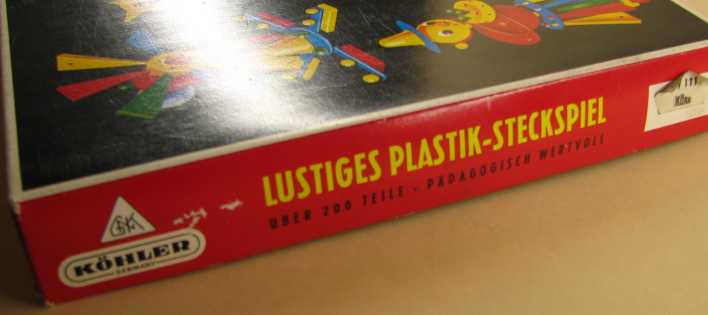 LUSTIGES PLASTIK-STECKSPIEL
ÜBER 200 TEILE - PÄDAGOGISCH WERTVOLL
KÖHLER
GERMANY